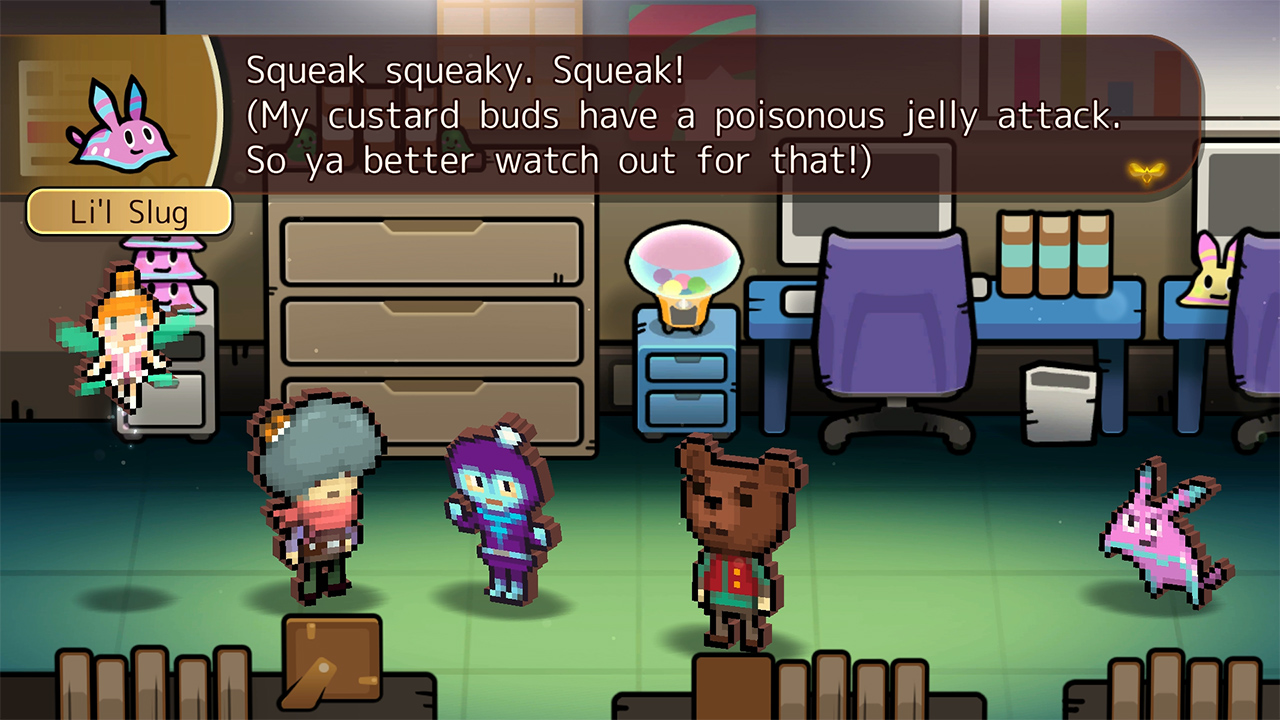 Squeak squeaky. Squeak!
(My custard buds have a poisonous jelly attack.
So ya better watch out for that!)
Li'l Slug